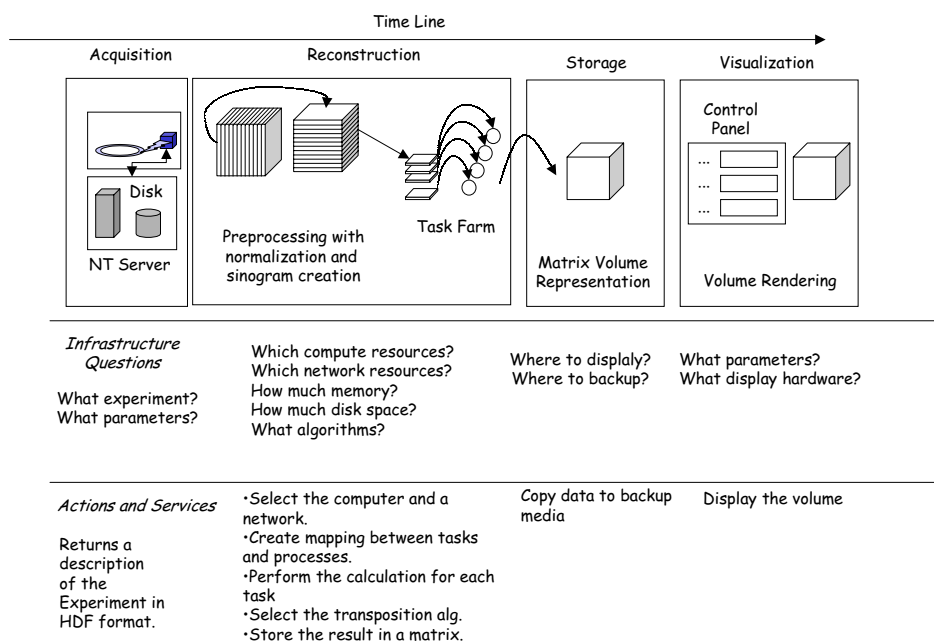 Time Line
Acquisition
Reconstruction
Storage
Visualization
Disk
NT Server
Preprocessing with
normalization and
sinogram creation
Task Farm
Matrix Volume
Representation
Control
Panel
...
...
...
Volume Rendering
Infrastructure
Questions
What experiment?
What parameters?
Which compute resources?
Which network resources?
How much memory?
How much disk space?
What algorithms?
Where to displaly?
Where to backup?
What parameters?
What display hardware?
Actions and Services
Returns a
description
of the
Experiment in
HDF format.
•Select the computer and a
network.
•Create mapping between tasks
and processes.
•Perform the calculation for each
task
•Select the transposition alg.
•Store the result in a matrix.
Copy data to backup
media
Display the volume